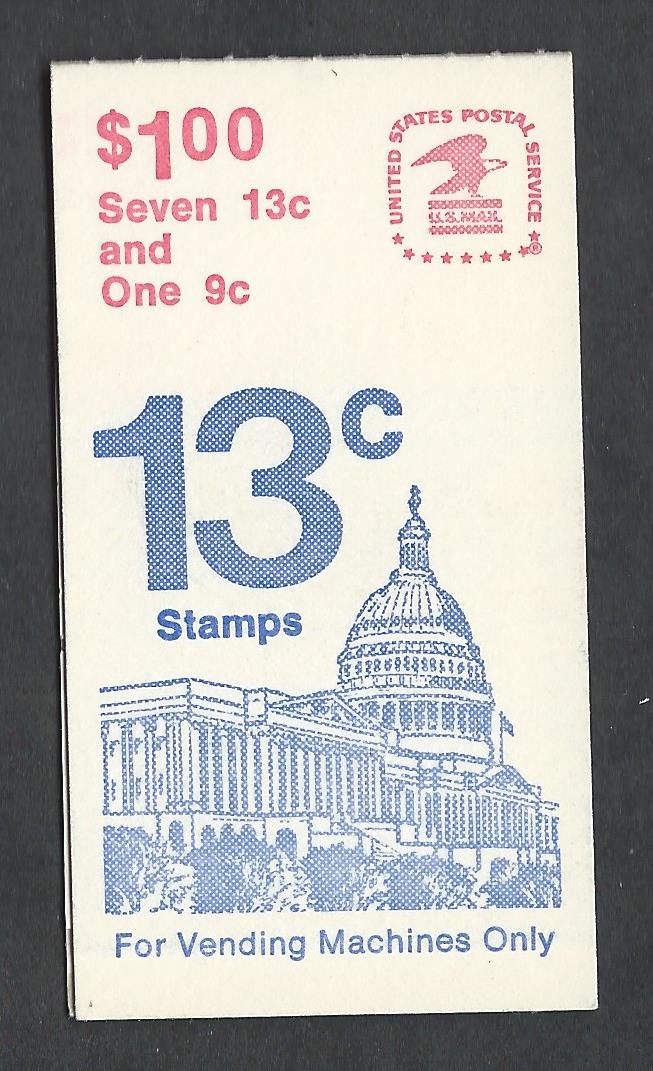 $1.00
Seven 13c
and
One 9c
UNITED STATES POSTAL SERVICE®
U.S.MAIL
13c
Stamps
For Vending Machines Only